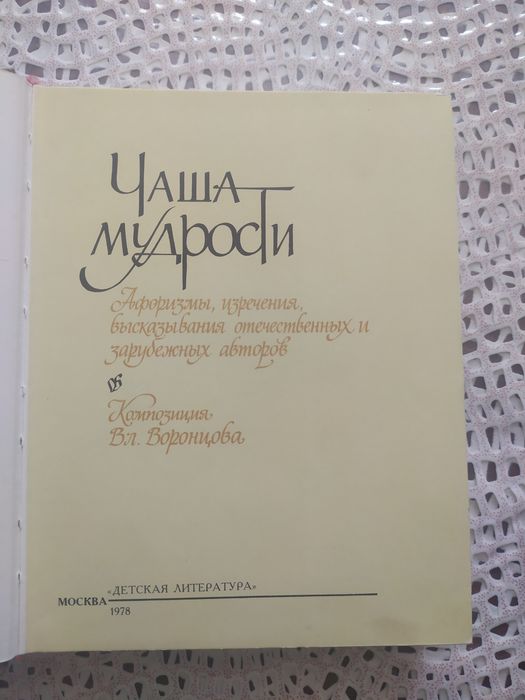 Чаша
мудрости
Афоризмы, изречения,
высказывания отечественных и
зарубежных авторов
Композиция
Вл. Воронцова
«ДЕТСКАЯ ЛИТЕРАТУРА»
МОСКВА
1978